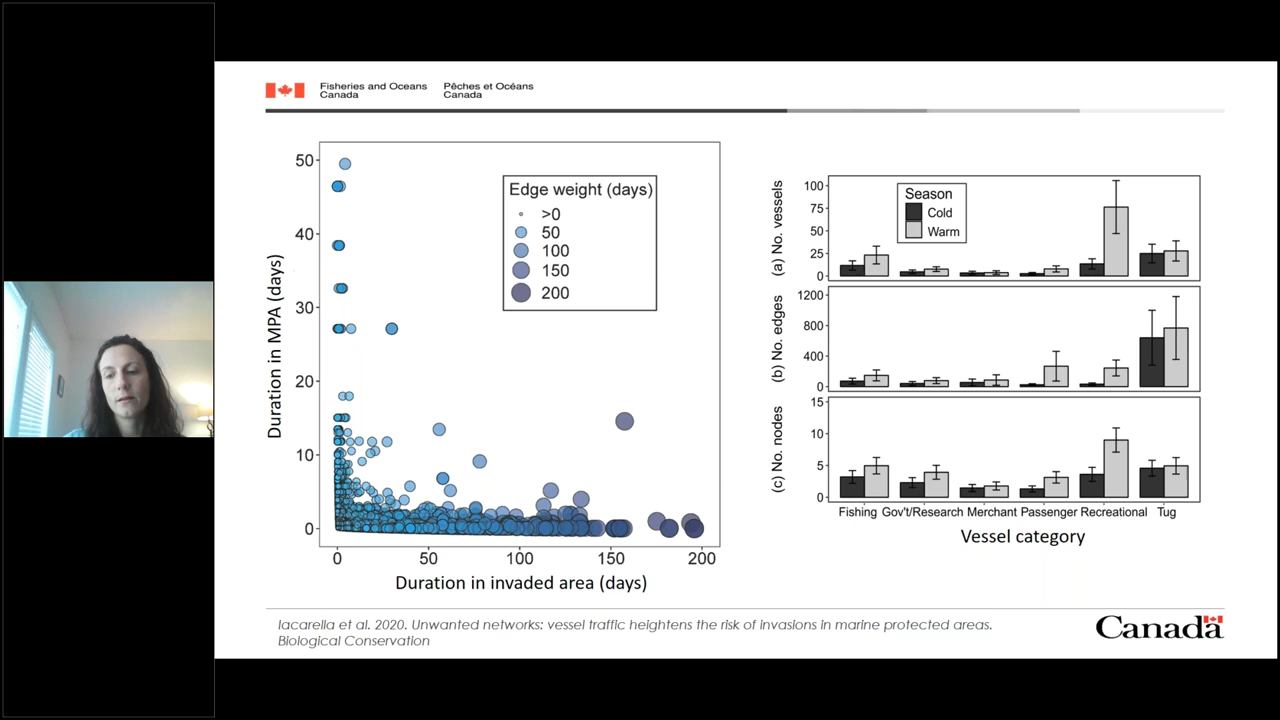 Fisheries and Oceans
Canada
Pêches et Océans
Canada
Duration in MPA (days)
50
40
30
20
10
0
Edge weight (days)
>0
50
100
150
200
0
50
100
150
200
Duration in invaded area (days)
(a) No. vessels
100
75
50
25
0
Season
Cold
Warm
(b) No. edges
1200
800
400
0
(c) No. nodes
15
10
5
0
Fishing Gov't/Research Merchant Passenger Recreational Tug
Vessel category
Iacarella et al. 2020. Unwanted networks: vessel traffic heightens the risk of invasions in marine protected areas.
Biological Conservation
Canada